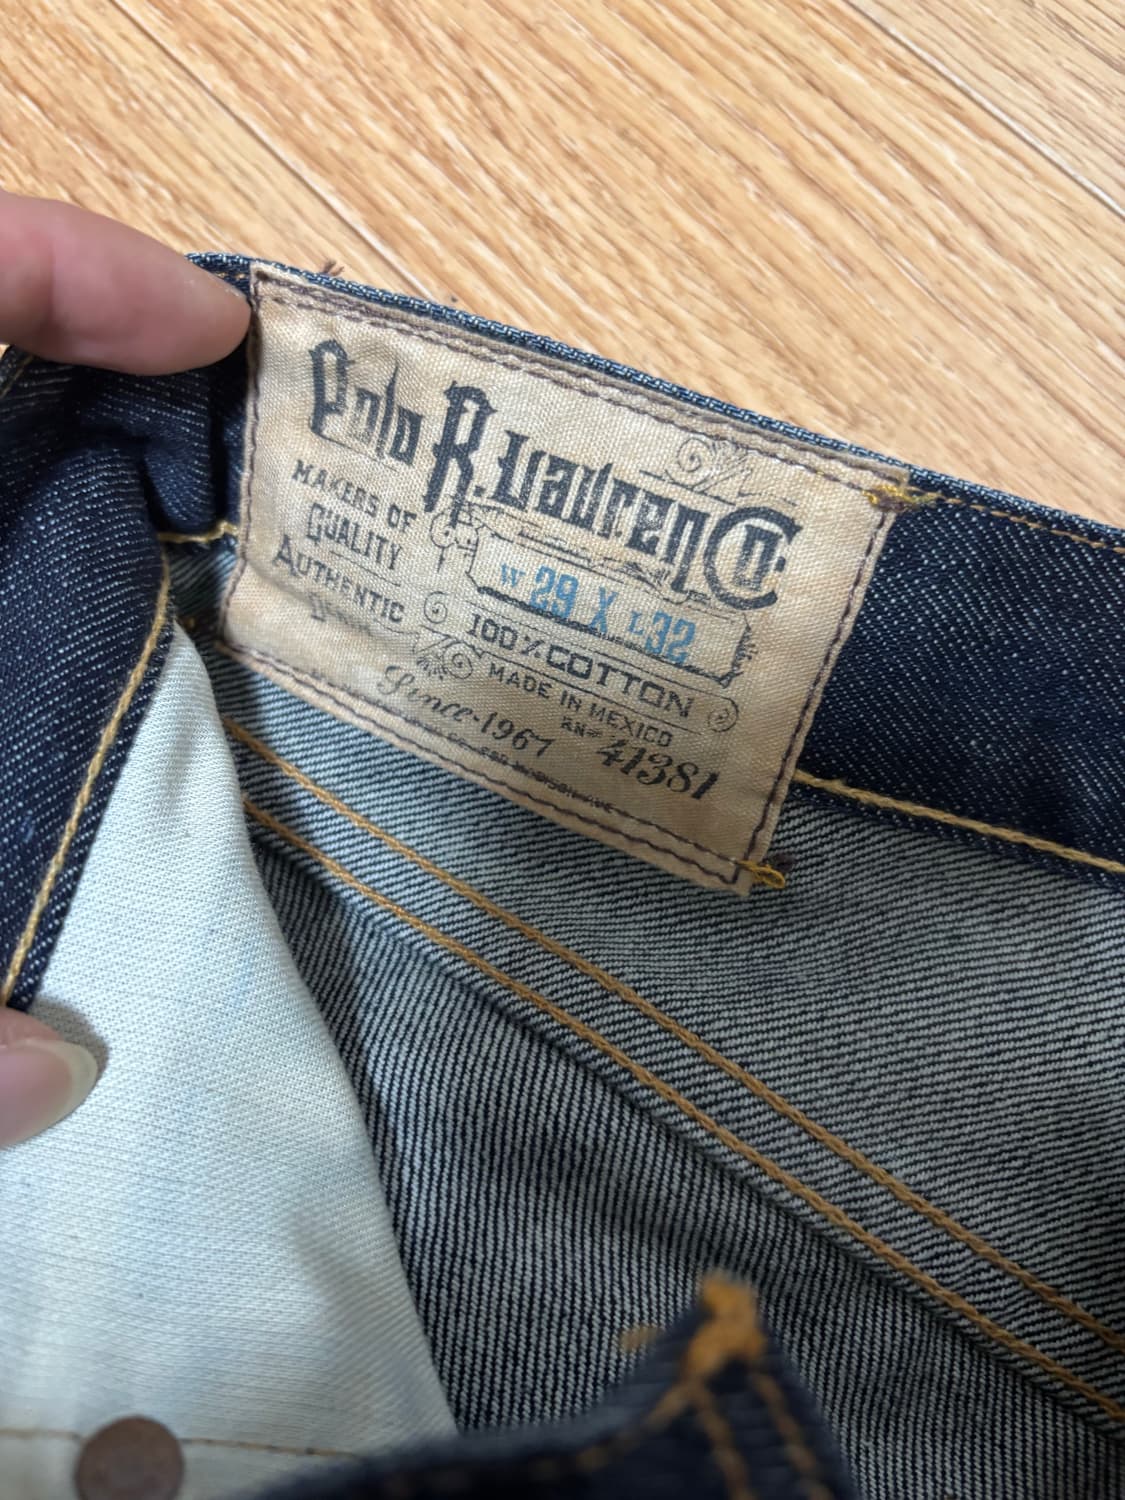 Polo R. Lauren Co.
MAKERS OF
QUALITY
AUTHENTIC
W 29 X L 32
100% COTTON
MADE IN MEXICO
RN# 41381
Since 1967